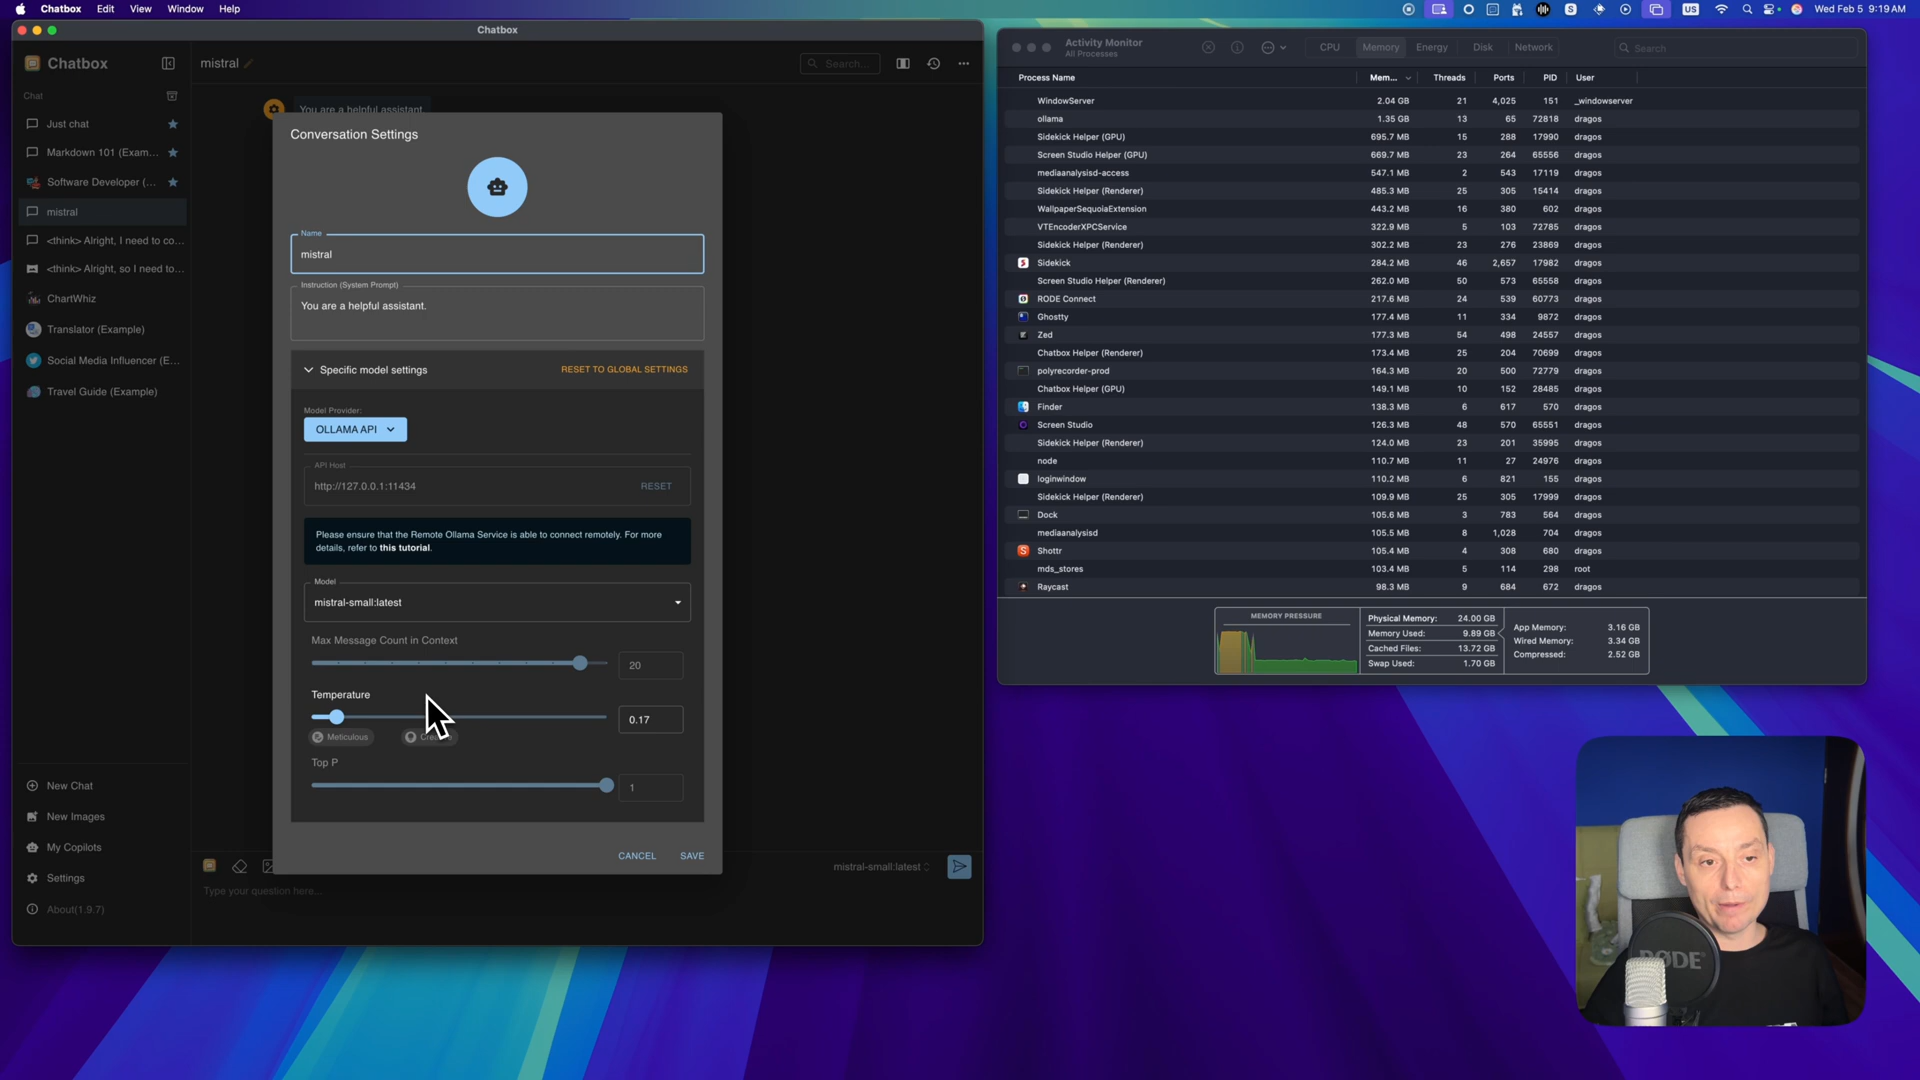 Chatbox Edit View Window Help
US Wed Feb 5 9:19 AM
Chatbox
Chatbox
mistral
Search...
Chat
Just chat
Markdown 101 (Exam...
Software Developer (...
mistral
<think> Alright, I need to co...
<think> Alright, so I need to...
ChartWhiz
Translator (Example)
Social Media Influencer (E...
Travel Guide (Example)
New Chat
New Images
My Copilots
Settings
About(1.9.7)
You are a helpful assistant
Conversation Settings
Name
mistral
Instruction (System Prompt)
You are a helpful assistant.
Specific model settings
RESET TO GLOBAL SETTINGS
Model Provider:
OLLAMA API
API Host
http://127.0.0.1:11434
RESET
Please ensure that the Remote Ollama Service is able to connect remotely. For more
details, refer to this tutorial.
Model
mistral-small:latest
Max Message Count in Context
20
Temperature
0.17
Meticulous
Top P
1
CANCEL SAVE
mistral-small:latest
Type your question here...
Activity Monitor
All Processes
CPU Memory Energy Disk Network
Search
Process Name Mem... Threads Ports PID User
WindowServer 2.04 GB 21 4,025 151 _windowserver
ollama 1.35 GB 13 65 72818 dragos
Sidekick Helper (GPU) 695.7 MB 15 288 17990 dragos
Screen Studio Helper (GPU) 669.7 MB 23 264 65556 dragos
mediaanalysisd-access 547.1 MB 2 543 17119 dragos
Sidekick Helper (Renderer) 485.3 MB 25 305 15414 dragos
WallpaperSequoiaExtension 443.2 MB 16 380 602 dragos
VTEncoderXPCService 322.9 MB 5 103 72785 dragos
Sidekick Helper (Renderer) 302.2 MB 23 276 23869 dragos
Sidekick 284.2 MB 46 2,657 17982 dragos
Screen Studio Helper (Renderer) 262.0 MB 50 573 65558 dragos
RODE Connect 217.6 MB 24 539 60773 dragos
Ghostty 177.4 MB 11 334 9872 dragos
Zed 177.3 MB 54 498 24557 dragos
Chatbox Helper (Renderer) 173.4 MB 25 204 70699 dragos
polyrecorder-prod 164.3 MB 20 500 72779 dragos
Chatbox Helper (GPU) 149.1 MB 10 152 28485 dragos
Finder 138.3 MB 6 617 570 dragos
Screen Studio 126.3 MB 48 570 65551 dragos
Sidekick Helper (Renderer) 124.0 MB 23 201 35995 dragos
node 110.7 MB 11 27 24976 dragos
loginwindow 110.2 MB 6 821 155 dragos
Sidekick Helper (Renderer) 109.9 MB 25 305 17999 dragos
Dock 105.6 MB 3 783 564 dragos
mediaanalysisd 105.5 MB 8 1,028 704 dragos
Shottr 105.4 MB 4 308 680 dragos
mds_stores 103.4 MB 5 114 298 root
Raycast 98.3 MB 9 684 672 dragos
MEMORY PRESSURE
Physical Memory: 24.00 GB
Memory Used: 9.89 GB
Cached Files: 13.72 GB
Swap Used: 1.70 GB
App Memory: 3.16 GB
Wired Memory: 3.34 GB
Compressed: 2.52 GB
RØDE